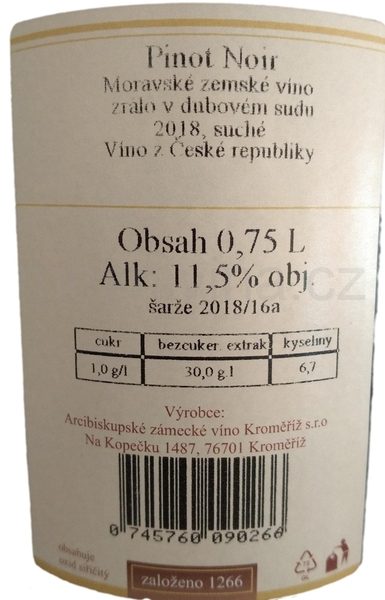 Pinot Noir
Moravské zemské víno
zrálo v dubovém sudu
2018, suché
Víno z České republiky
Obsah 0,75 L
Alk: 11,5% obj.
šarže 2018/16a
cukr bezcuker. extrak kyseliny
1,0 g/l 30,0 g.l 6,7
Výrobce:
Arcibiskupské zámecké víno Kroměříž s.r.o
Na Kopečku 1487, 76701 Kroměříž
0 745760 090266
obsahuje
oxid siřičitý
založeno 1266